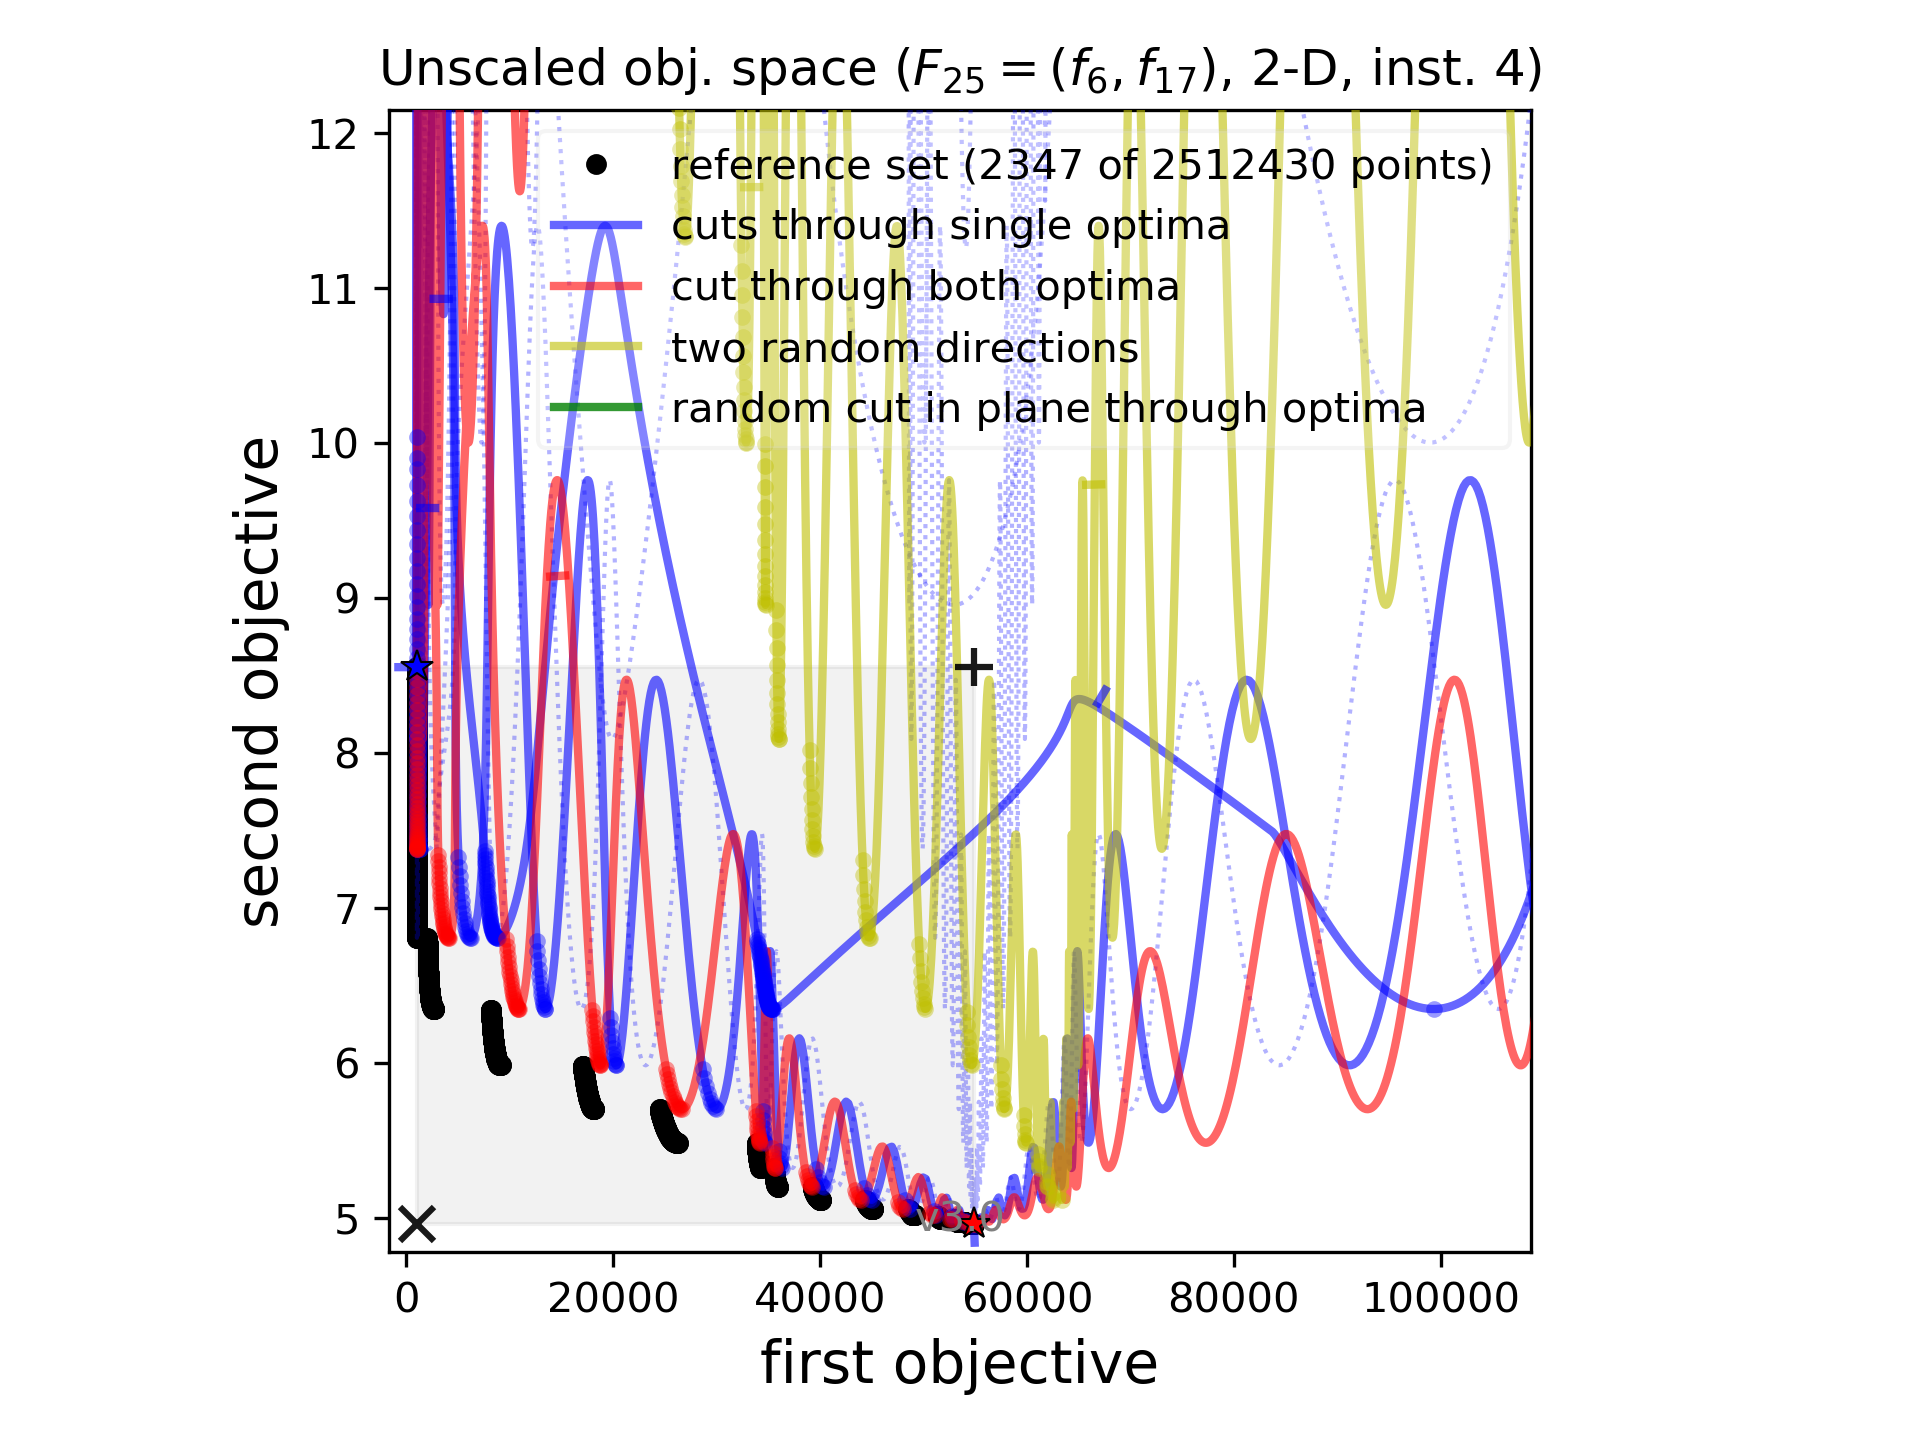 Unscaled obj. space (F₂₅ = (f₆, f₁₇), 2-D, inst. 4)
reference set (2347 of 2512430 points)
cuts through single optima
cut through both optima
two random directions
random cut in plane through optima
second objective
12
11
10
9
8
7
6
5
v3.0
0 20000 40000 60000 80000 100000
first objective